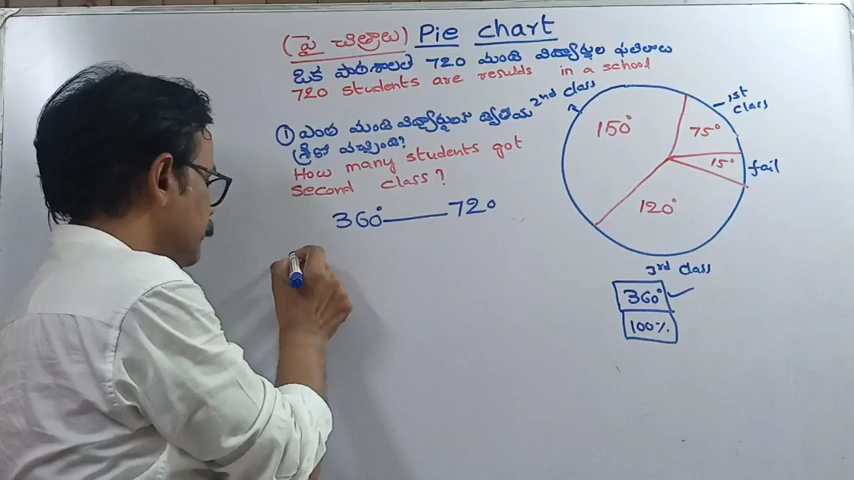 (పై చిత్రాలు) Pie chart
ఒక పాఠశాలలో 720 మంది విద్యార్థుల ఫలితాలు
720 students are results in a school
① ఎంత మంది విద్యార్థులకు ద్వితీయ
శ్రేణి వచ్చింది?
How many students got
Second class?
360° 720
2nd class
1st
class
150°
75°
15°
fail
120°
3rd class
360°
100%